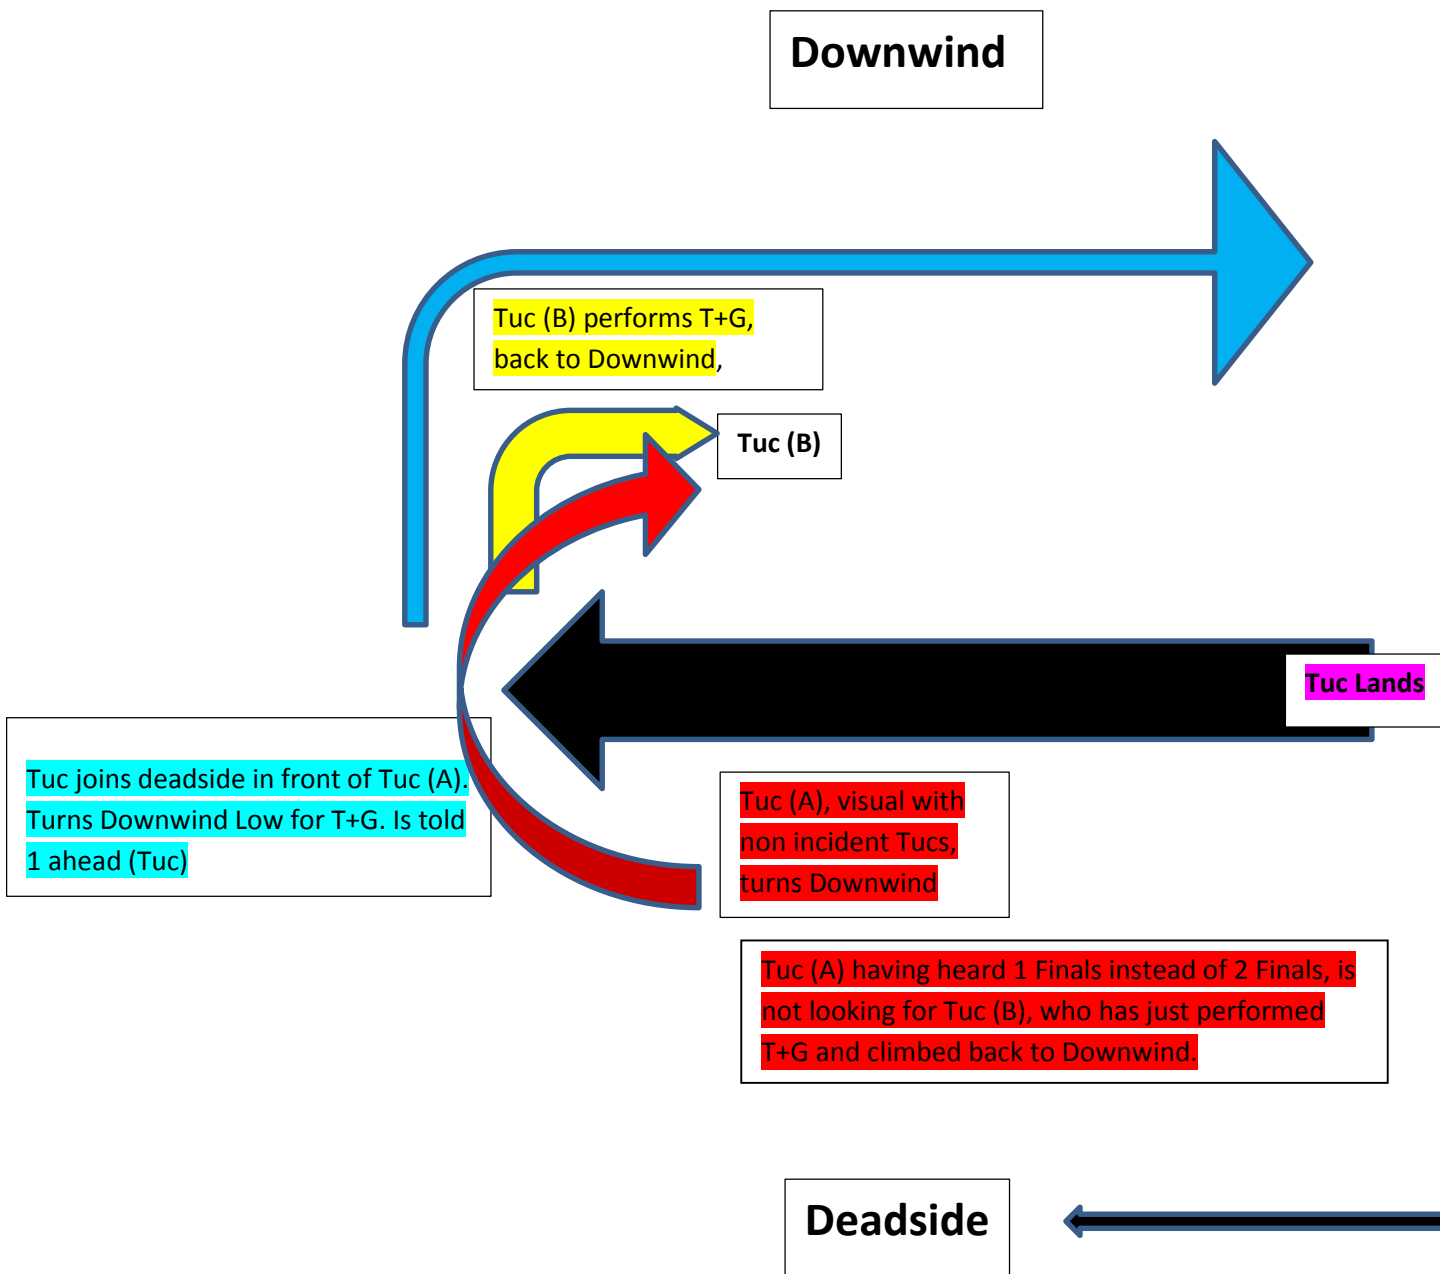 Downwind
Tuc (B) performs T+G,
back to Downwind,
Tuc (B)
Tuc Lands
Tuc joins deadside in front of Tuc (A).
Turns Downwind Low for T+G. Is told
1 ahead (Tuc)
Tuc (A), visual with
non incident Tucs,
turns Downwind
Tuc (A) having heard 1 Finals instead of 2 Finals, is
not looking for Tuc (B), who has just performed
T+G and climbed back to Downwind.
Deadside